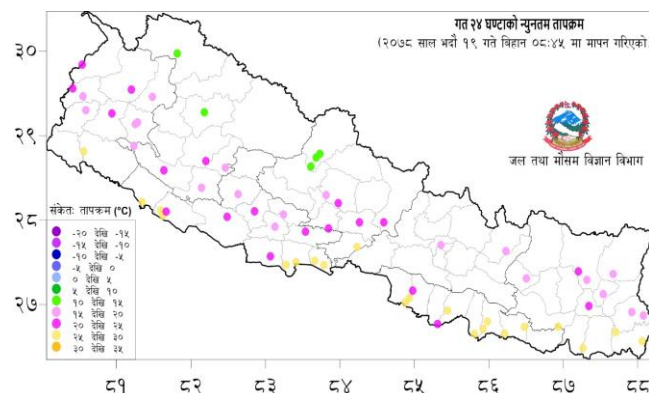 गत २४ घण्टाको न्युनतम तापक्रम
(२०७८ साल भदौ १९ गते बिहान ०८:४५ मा मापन गरिएको)
जल तथा मौसम विज्ञान विभाग
३०
२९
२८
२७
संकेतः तापक्रम (°C)
-२० देखि -१५
-१५ देखि -१०
-१० देखि -५
-५ देखि ०
० देखि ५
५ देखि १०
१० देखि १५
१५ देखि २०
२० देखि २५
२५ देखि ३०
३० देखि ३५
८१ ८२ ८३ ८४ ८५ ८६ ८७ ८८